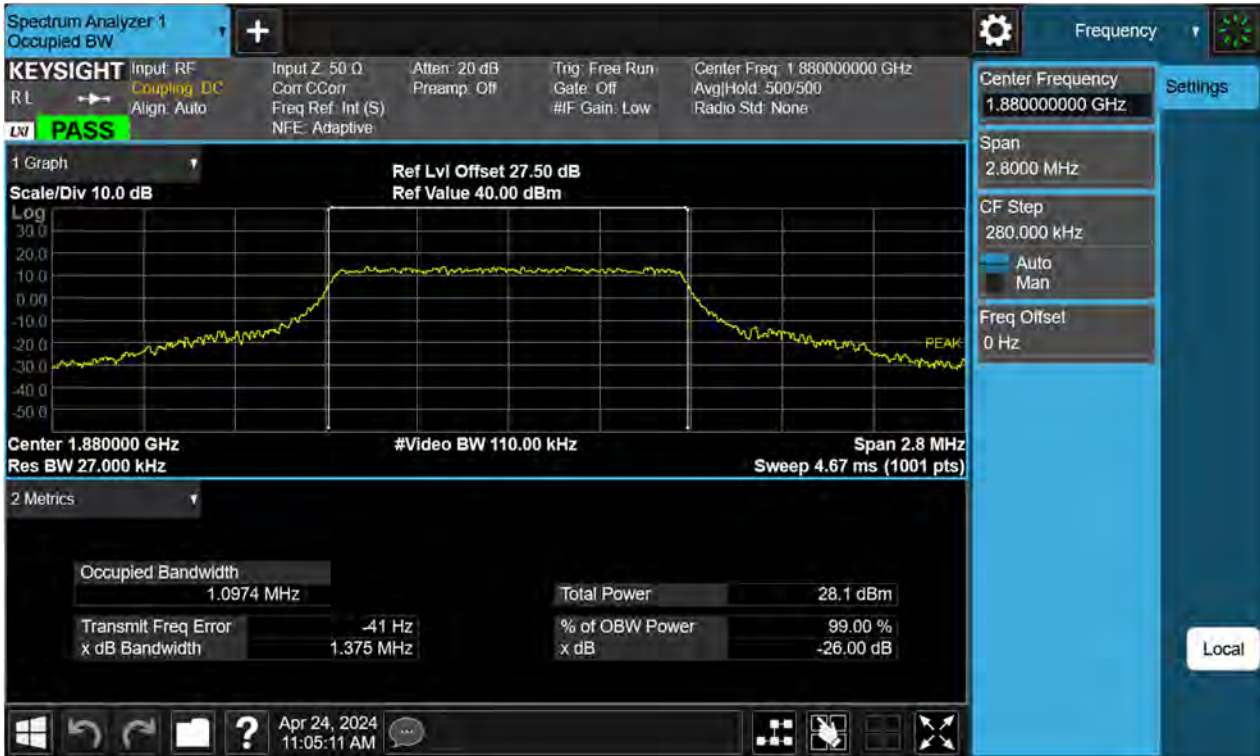 Spectrum Analyzer 1
Occupied BW
+
Frequency
KEYSIGHT
R L
LXI
PASS
Input: RF
Coupling: DC
Align: Auto
Input Z: 50 Ω
Corr CCorr
Freq Ref: Int (S)
NFE: Adaptive
Atten: 20 dB
Preamp: Off
Trig: Free Run
Gate: Off
#IF Gain: Low
Center Freq: 1.880000000 GHz
Avg|Hold: 500/500
Radio Std: None
Center Frequency
1.880000000 GHz
Settings
Span
2.8000 MHz
CF Step
280.000 kHz
Auto
Man
Freq Offset
0 Hz
Local
1 Graph
Scale/Div 10.0 dB
Ref Lvl Offset 27.50 dB
Ref Value 40.00 dBm
Log
30.0
20.0
10.0
0.00
-10.0
-20.0
-30.0
-40.0
-50.0
PEAK
Center 1.880000 GHz
#Video BW 110.00 kHz
Span 2.8 MHz
Res BW 27.000 kHz
Sweep 4.67 ms (1001 pts)
2 Metrics
Occupied Bandwidth
1.0974 MHz
Total Power 28.1 dBm
Transmit Freq Error -41 Hz
% of OBW Power 99.00 %
x dB Bandwidth 1.375 MHz
x dB -26.00 dB
?
Apr 24, 2024
11:05:11 AM